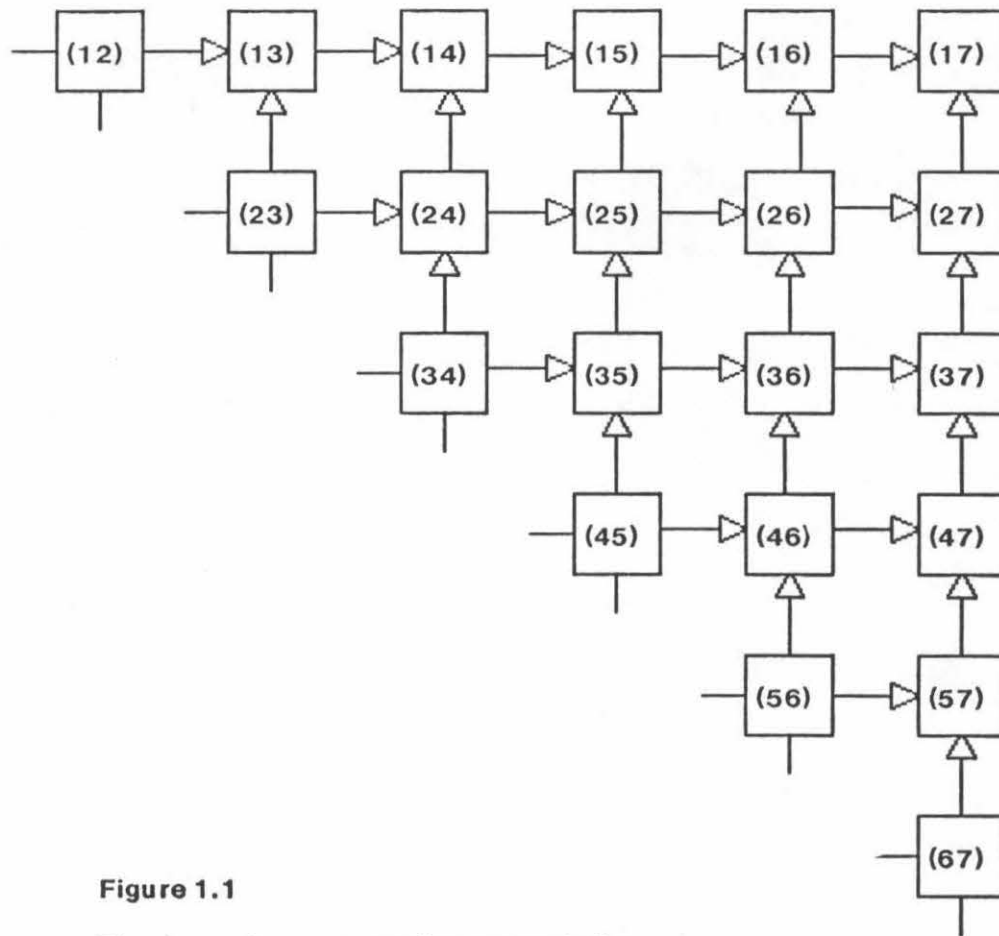 (12) (13) (14) (15) (16) (17)
(23) (24) (25) (26) (27)
(34) (35) (36) (37)
(45) (46) (47)
(56) (57)
(67)
Figure 1.1